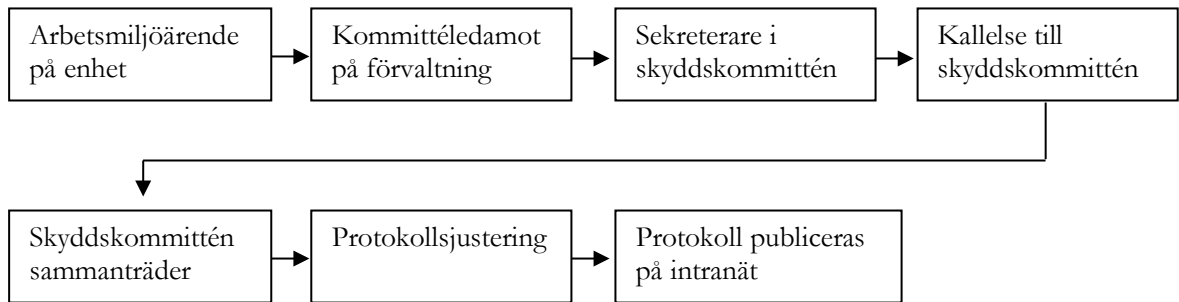 Arbetsmiljöärende
på enhet
Kommittéledamot
på förvaltning
Sekreterare i
skyddskommittén
Kallelse till
skyddskommittén
Skyddskommittén
sammanträder
Protokollsjustering
Protokoll publiceras
på intranät